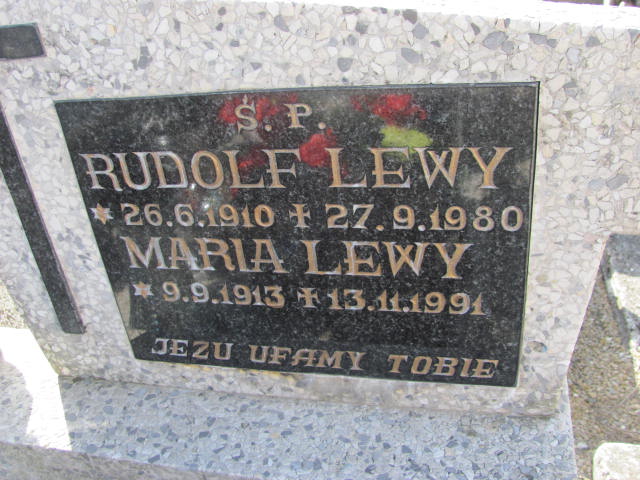 Ś. P.
RUDOLF LEWY
* 26.6.1910 ✝ 27.9.1980
MARIA LEWY
* 9.9.1913 ✝ 13.11.1991
JEZU UFAMY TOBIE